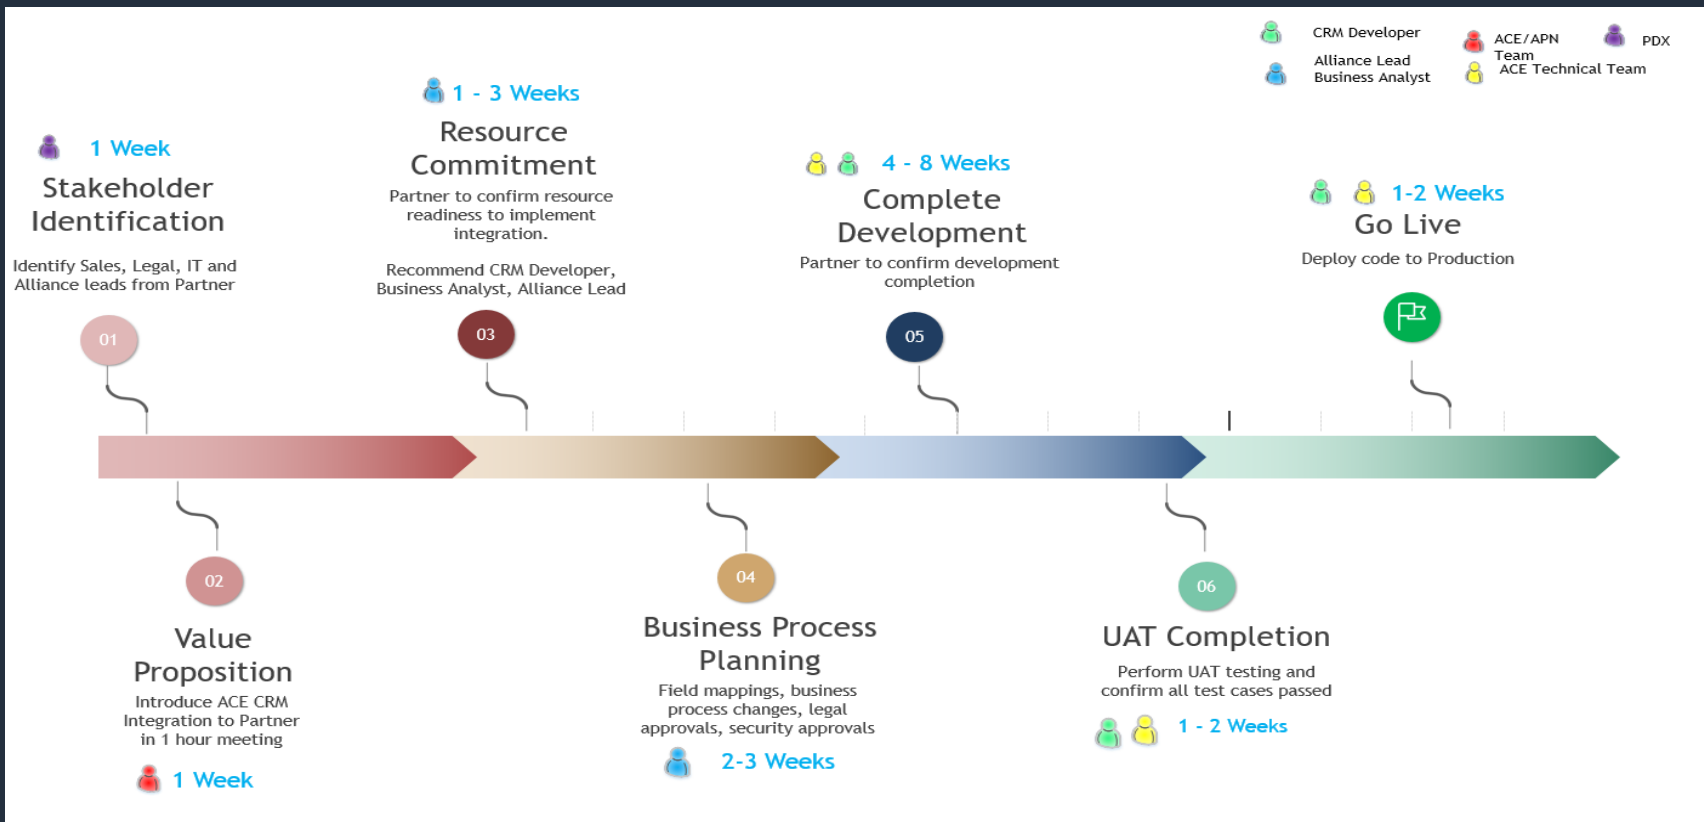 CRM Developer
ACE/APN
Team
PDX
Alliance Lead
Business Analyst
ACE Technical Team
1 Week
Stakeholder
Identification
Identify Sales, Legal, IT and
Alliance leads from Partner
01
1 - 3 Weeks
Resource
Commitment
Partner to confirm resource
readiness to implement
integration.
Recommend CRM Developer,
Business Analyst, Alliance Lead
03
4 - 8 Weeks
Complete
Development
Partner to confirm development
completion
05
1-2 Weeks
Go Live
Deploy code to Production
02
Value
Proposition
Introduce ACE CRM
Integration to Partner
in 1 hour meeting
1 Week
04
Business Process
Planning
Field mappings, business
process changes, legal
approvals, security approvals
2-3 Weeks
06
UAT Completion
Perform UAT testing and
confirm all test cases passed
1 - 2 Weeks